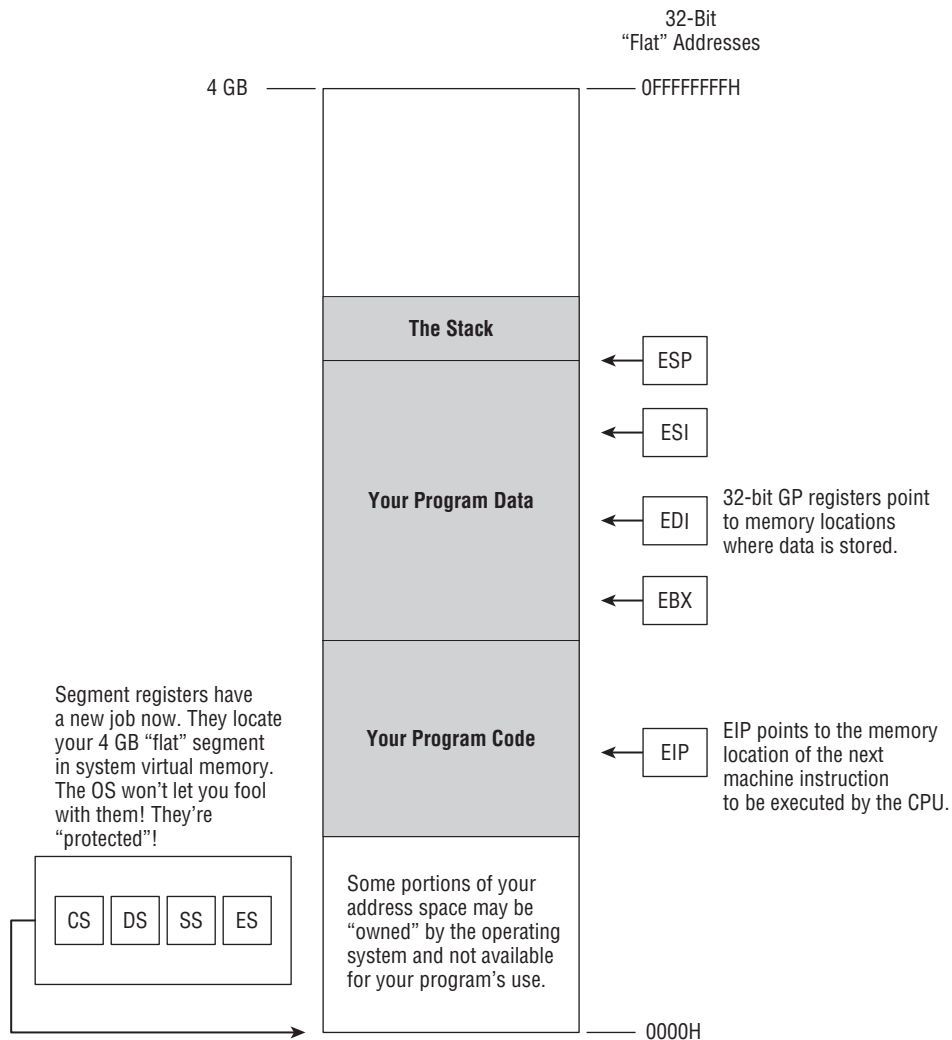 32-Bit
“Flat” Addresses
4 GB
0FFFFFFFFH
The Stack
ESP
ESI
Your Program Data
EDI
32-bit GP registers point
to memory locations
where data is stored.
EBX
Segment registers have
a new job now. They locate
your 4 GB “flat” segment
in system virtual memory.
The OS won’t let you fool
with them! They’re
“protected”!
Your Program Code
EIP
EIP points to the memory
location of the next
machine instruction
to be executed by the CPU.
CS
DS
SS
ES
Some portions of your
address space may be
“owned” by the operating
system and not available
for your program’s use.
0000H